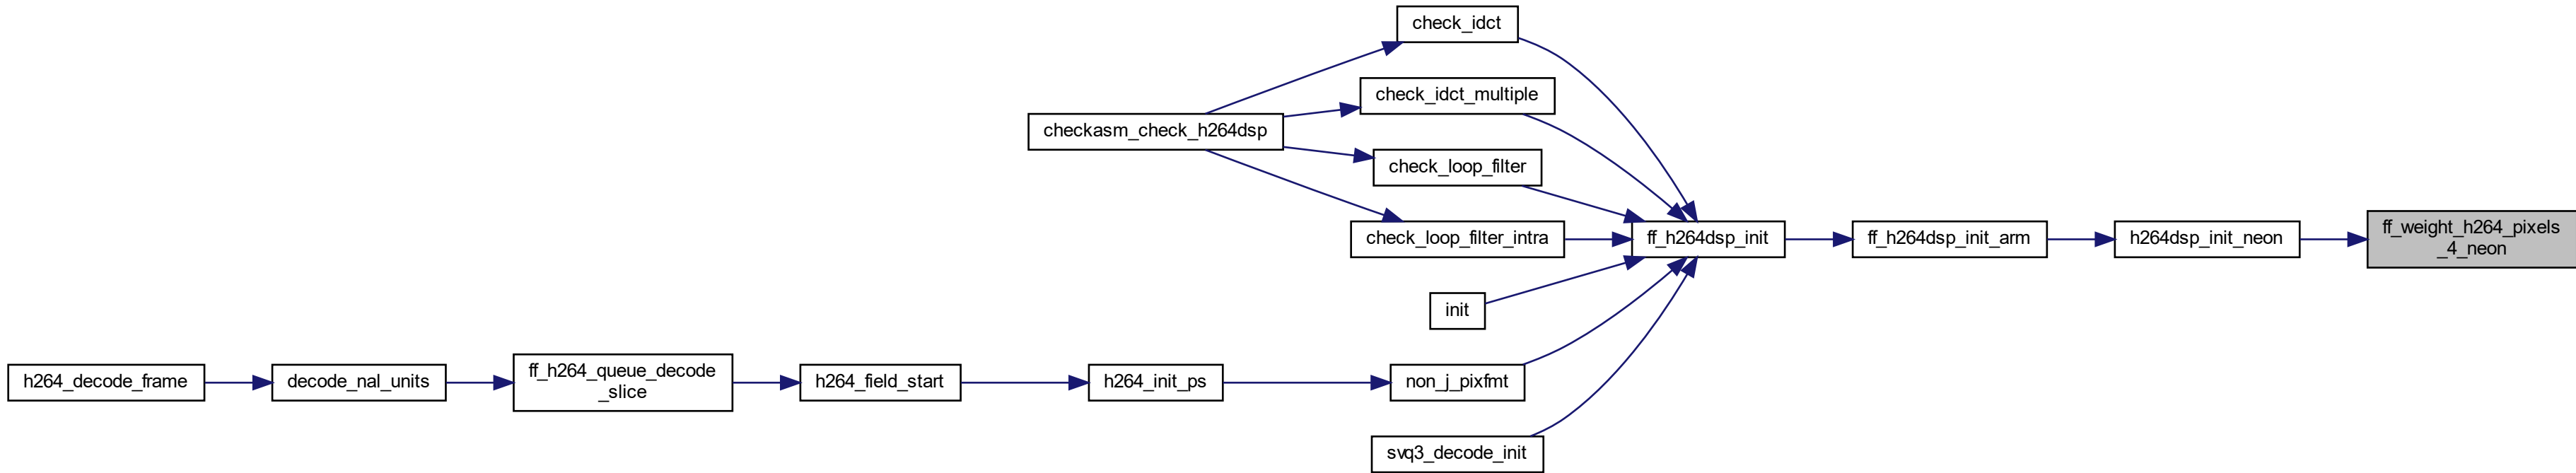 check_idct
check_idct_multiple
checkasm_check_h264dsp
check_loop_filter
check_loop_filter_intra
ff_h264dsp_init
ff_h264dsp_init_arm
h264dsp_init_neon
ff_weight_h264_pixels
_4_neon
init
h264_decode_frame
decode_nal_units
ff_h264_queue_decode
_slice
h264_field_start
h264_init_ps
non_j_pixfmt
svq3_decode_init